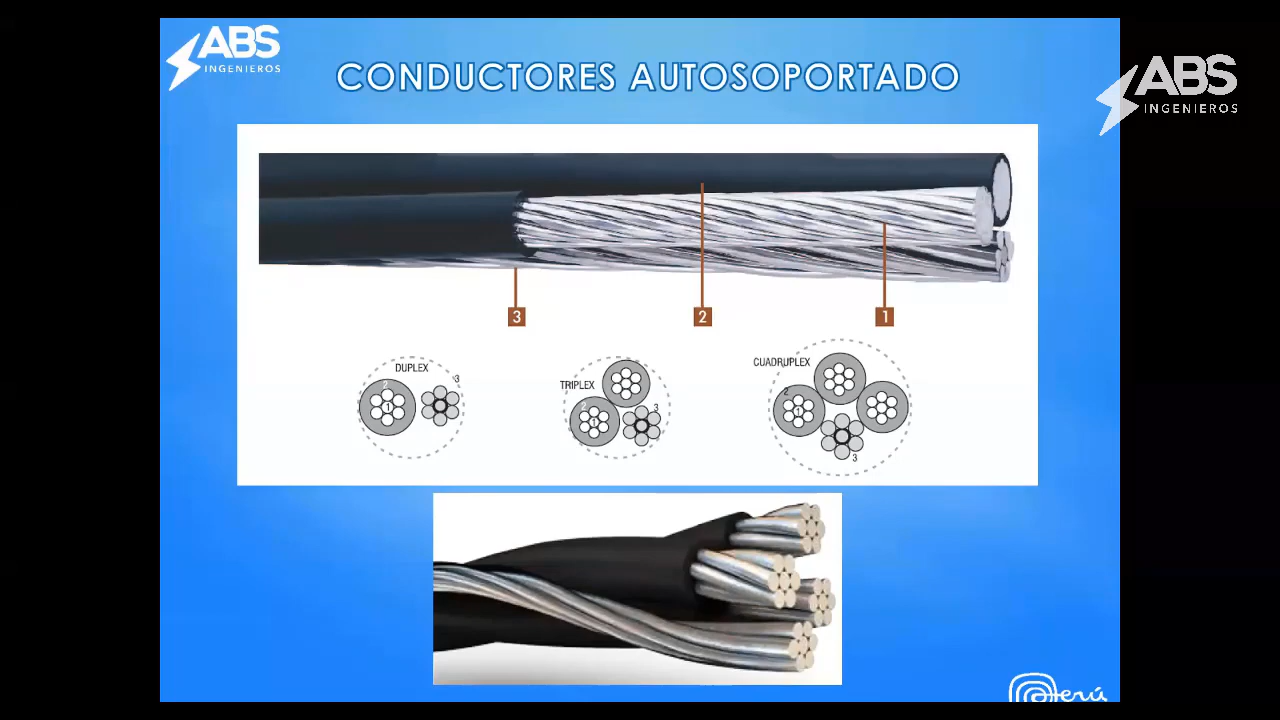 ABS
INGENIEROS
CONDUCTORES AUTOSOPORTADO
ABS
INGENIEROS
3
2
1
DUPLEX
2
3
1
TRIPLEX
2
3
1
CUADRUPLEX
2
1
3
Perú